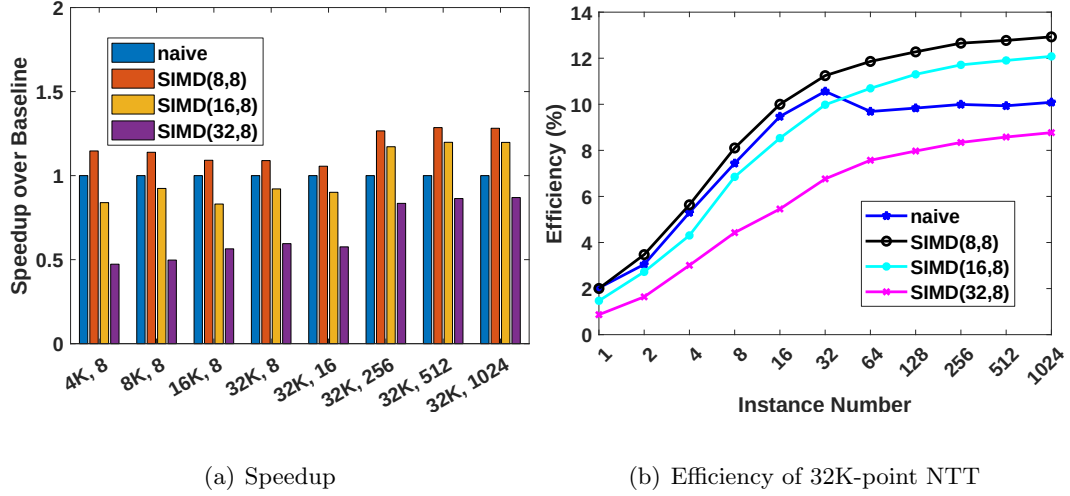 2
1.5
1
0.5
0
Speedup over Baseline
naive
SIMD(8,8)
SIMD(16,8)
SIMD(32,8)
4K, 8
8K, 8
16K, 8
32K, 8
32K, 16
32K, 256
32K, 512
32K, 1024
(a) Speedup
14
12
10
8
6
4
2
0
Efficiency (%)
naive
SIMD(8,8)
SIMD(16,8)
SIMD(32,8)
1
2
4
8
16
32
64
128
256
512
1024
Instance Number
(b) Efficiency of 32K-point NTT